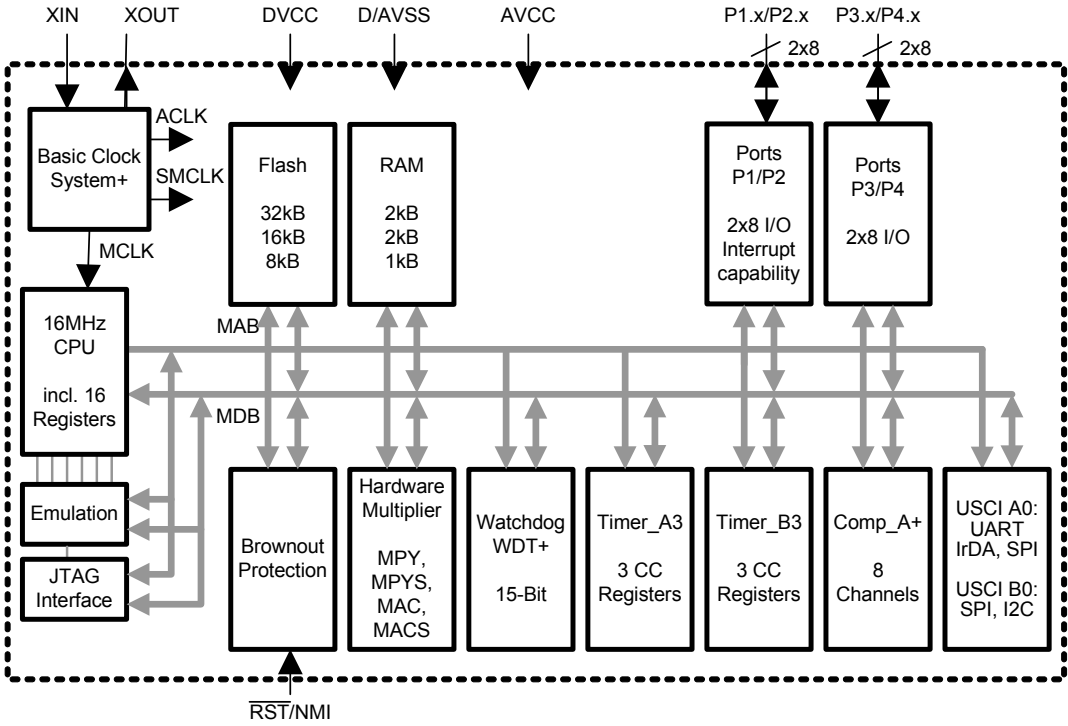 XIN
XOUT
DVCC
D/AVSS
AVCC
P1.x/P2.x
2x8
P3.x/P4.x
2x8
Basic Clock
System+
ACLK
SMCLK
MCLK
Flash
32kB
16kB
8kB
RAM
2kB
2kB
1kB
Ports
P1/P2
2x8 I/O
Interrupt
capability
Ports
P3/P4
2x8 I/O
16MHz
CPU
incl. 16
Registers
MAB
MDB
Emulation
JTAG
Interface
Brownout
Protection
Hardware
Multiplier
MPY,
MPYS,
MAC,
MACS
Watchdog
WDT+
15-Bit
Timer_A3
3 CC
Registers
Timer_B3
3 CC
Registers
Comp_A+
8
Channels
USCI A0:
UART
IrDA, SPI
USCI B0:
SPI, I2C
RST/NMI